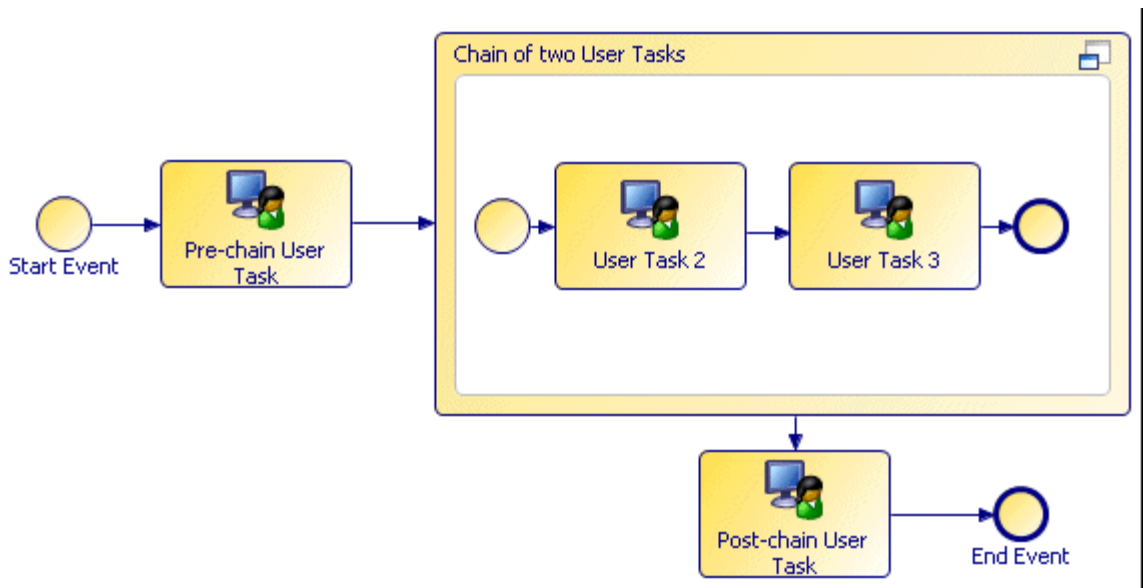 Chain of two User Tasks
Start Event
Pre-chain User
Task
User Task 2
User Task 3
Post-chain User
Task
End Event